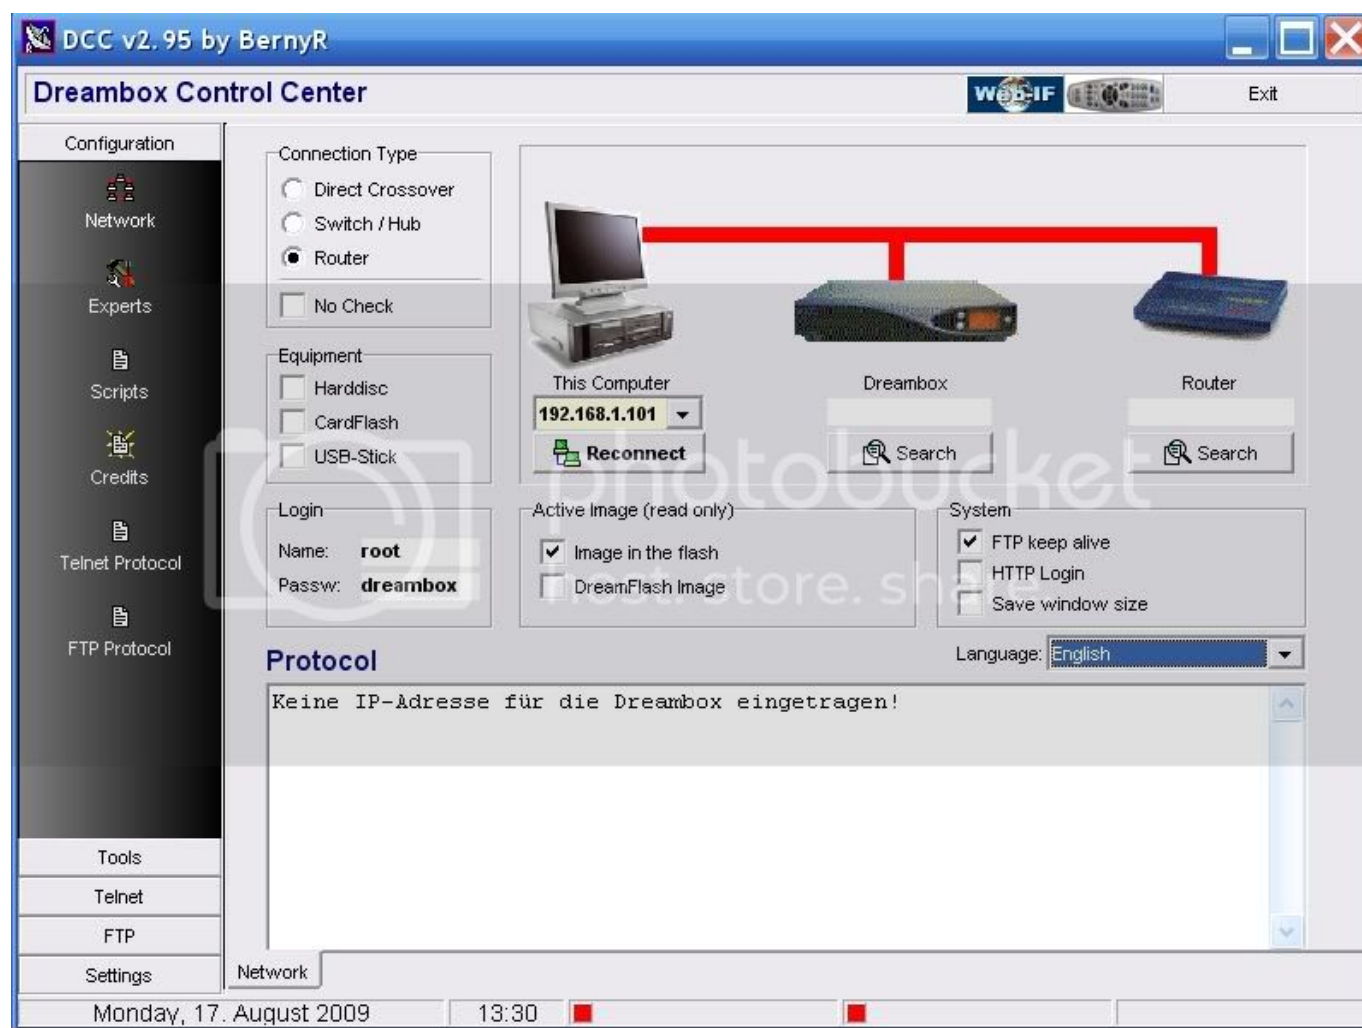 DCC v2.95 by BernyR
Dreambox Control Center
Web-IF
Exit
Configuration
Network
Experts
Scripts
Credits
Telnet Protocol
FTP Protocol
Tools
Telnet
FTP
Settings
Connection Type
Direct Crossover
Switch / Hub
Router
No Check
Equipment
Harddisc
CardFlash
USB-Stick
This Computer
192.168.1.101
Reconnect
Dreambox
Search
Router
Search
Login
Name: root
Passw: dreambox
Active Image (read only)
Image in the flash
DreamFlash Image
System
FTP keep alive
HTTP Login
Save window size
Language: English
Protocol
Keine IP-Adresse für die Dreambox eingetragen!
Network
Monday, 17. August 2009 13:30
photobucket
host. store. share